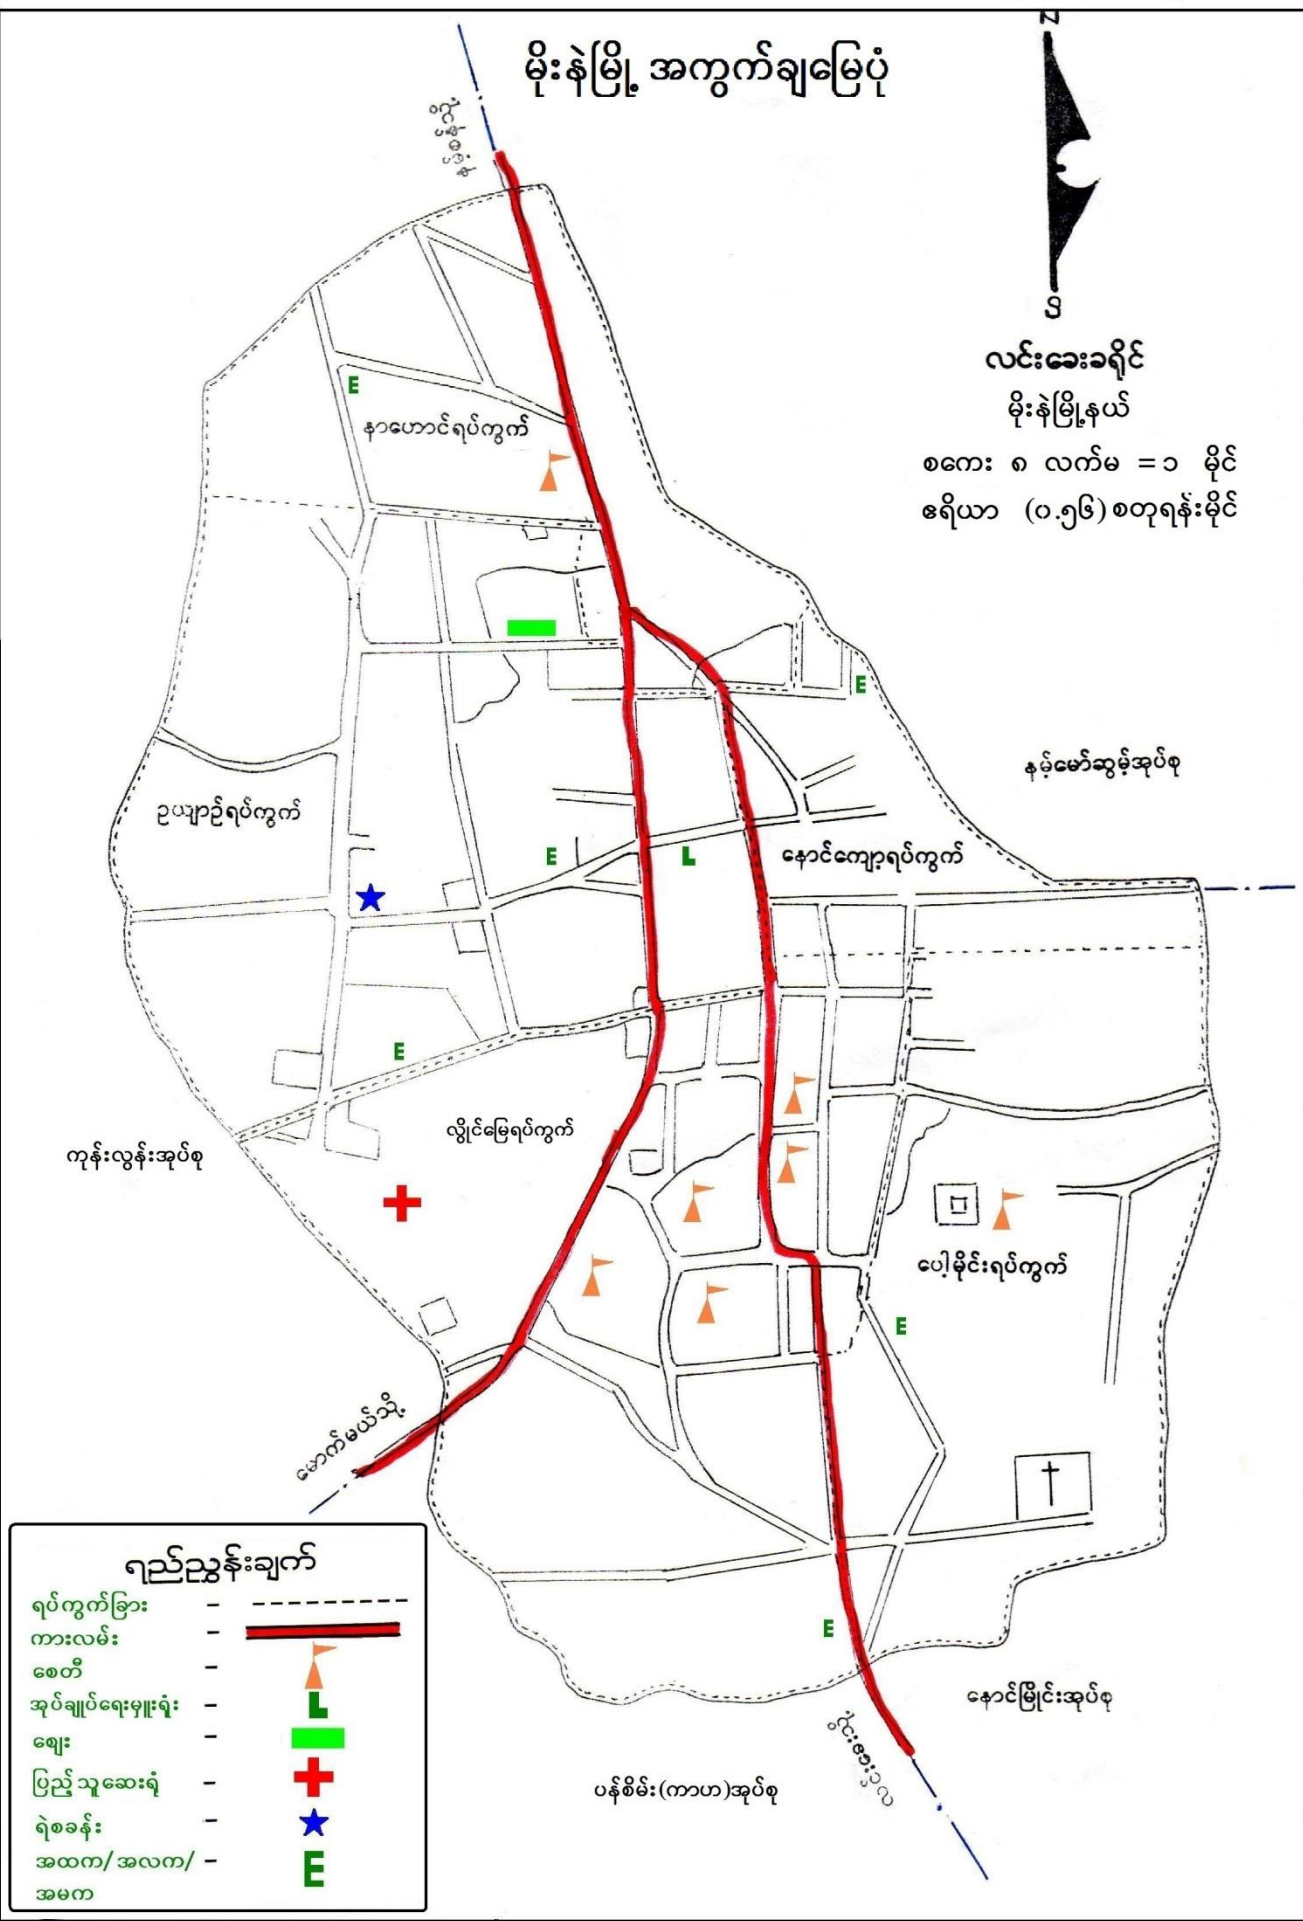 မိုးနဲမြို့ အကွက်ချမြေပုံ
N
S
လင်းခေးခရိုင်
မိုးနဲမြို့နယ်
စကေး ၈ လက်မ = ၁ မိုင်
ဧရိယာ (၀.၅၆) စတုရန်းမိုင်
E
နာဟောင်ရပ်ကွက်
E
နမ့်မော်ဆွမ့်အုပ်စု
ဥယျာဉ်ရပ်ကွက်
E
L
နောင်ကျော့ရပ်ကွက်
E
လွိုင်မြေရပ်ကွက်
ကုန်းလွန်းအုပ်စု
ပေါ့မိုင်းရပ်ကွက်
E
မောက်မယ်သို့
E
နောင်မြိုင်းအုပ်စု
ပန်စိမ်း(ကာဟ)အုပ်စု
ရည်ညွှန်းချက်
ရပ်ကွက်ခြား -
ကားလမ်း -
စေတီ -
အုပ်ချုပ်ရေးမှူးရုံး - L
ဈေး -
ပြည့်သူဆေးရုံ -
ရဲစခန်း -
အထက/အလက/ - E
အမက